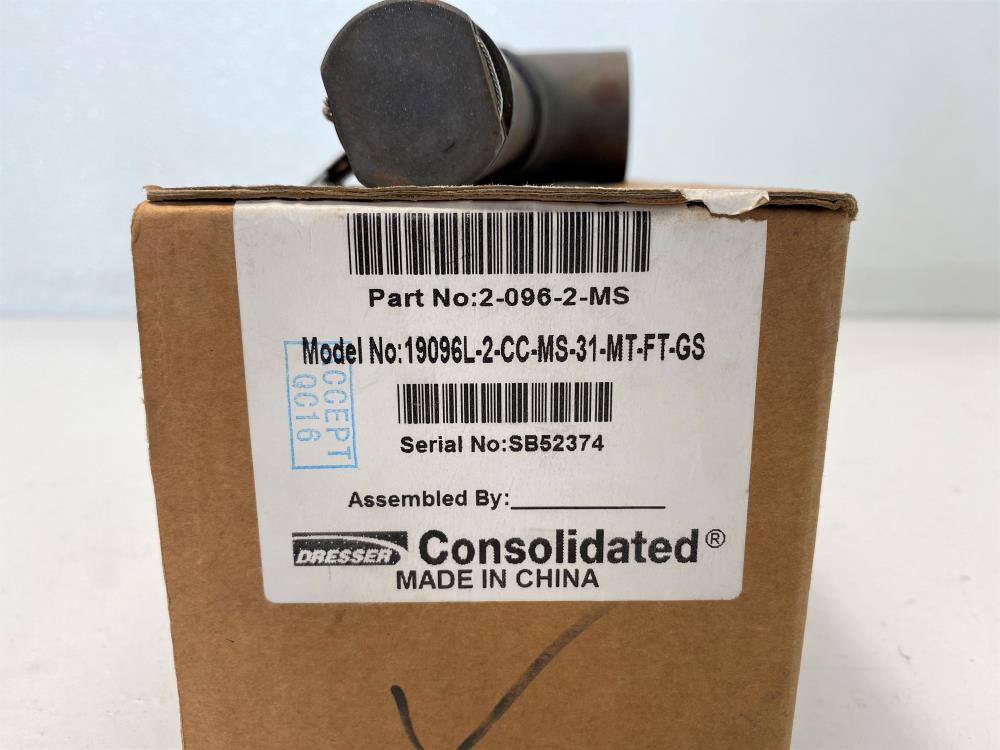 Part No:2-096-2-MS
Model No:19096L-2-CC-MS-31-MT-FT-GS
CCEPT
QC16
Serial No:SB52374
Assembled By:
DRESSER Consolidated®
MADE IN CHINA